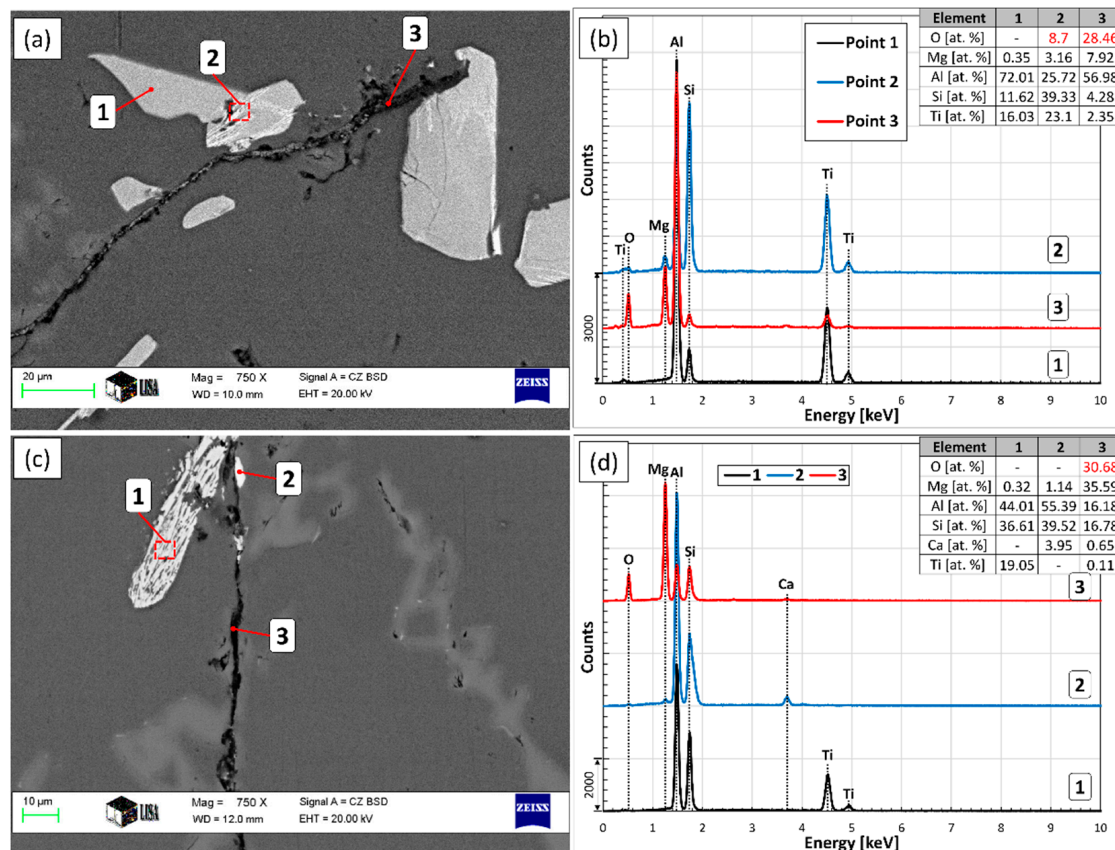 (a)
1
2
3
20 µm
LISA
Mag = 750 X
WD = 10.0 mm
Signal A = CZ BSD
EHT = 20.00 kV
ZEISS
(b)
Element 1 2 3
O [at. %] - 8.7 28.46
Mg [at. %] 0.35 3.16 7.92
Al [at. %] 72.01 25.72 56.98
Si [at. %] 11.62 39.33 4.28
Ti [at. %] 16.03 23.1 2.35
Point 1
Point 2
Point 3
Al
Si
Ti
Ti
Mg
Ti O
2
3
1
Counts
3000
0 1 2 3 4 5 6 7 8 9 10
Energy [keV]
(c)
1
2
3
10 µm
LISA
Mag = 750 X
WD = 12.0 mm
Signal A = CZ BSD
EHT = 20.00 kV
ZEISS
(d)
Element 1 2 3
O [at. %] - - 30.68
Mg [at. %] 0.32 1.14 35.59
Al [at. %] 44.01 55.39 16.18
Si [at. %] 36.61 39.52 16.78
Ca [at. %] - 3.95 0.65
Ti [at. %] 19.05 - 0.11
1 2 3
Mg Al
O
Si
Ca
Ti
Ti
3
2
1
Counts
2000
0 1 2 3 4 5 6 7 8 9 10
Energy [keV]